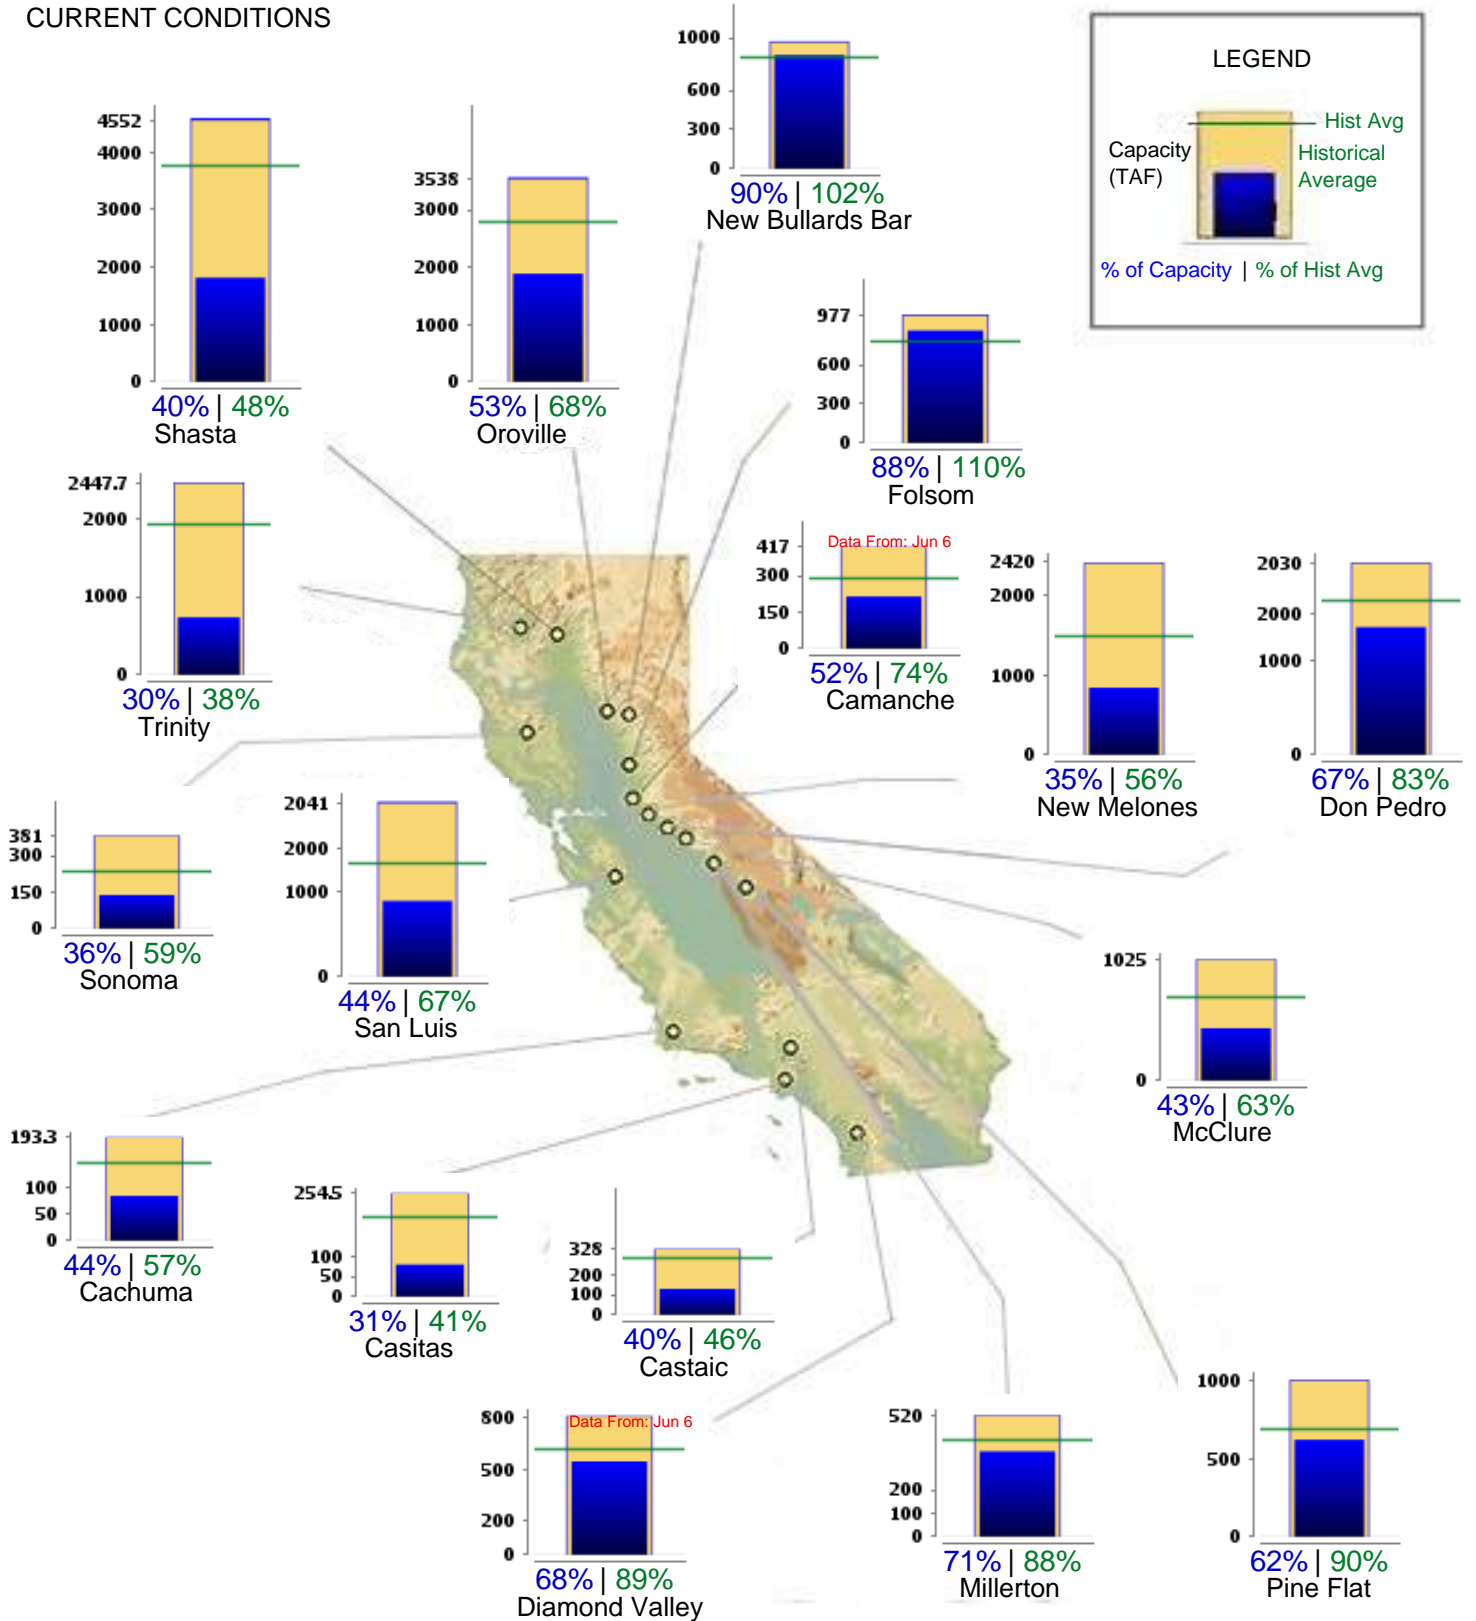 CURRENT CONDITIONS
LEGEND
Hist Avg
Capacity
(TAF)
Historical
Average
% of Capacity | % of Hist Avg
1000
600
300
0
90% | 102%
New Bullards Bar
4552
4000
3000
2000
1000
0
40% | 48%
Shasta
3538
3000
2000
1000
0
53% | 68%
Oroville
977
600
300
0
88% | 110%
Folsom
2447.7
2000
1000
0
30% | 38%
Trinity
Data From: Jun 6
417
300
150
0
52% | 74%
Camanche
2420
2000
1000
0
35% | 56%
New Melones
2030
2000
1000
0
67% | 83%
Don Pedro
381
300
150
0
36% | 59%
Sonoma
2041
2000
1000
0
44% | 67%
San Luis
1025
0
43% | 63%
McClure
193.3
100
50
0
44% | 57%
Cachuma
254.5
100
50
0
31% | 41%
Casitas
328
200
100
0
40% | 46%
Castaic
Data From: Jun 6
800
500
200
0
68% | 89%
Diamond Valley
520
200
100
0
71% | 88%
Millerton
1000
500
0
62% | 90%
Pine Flat